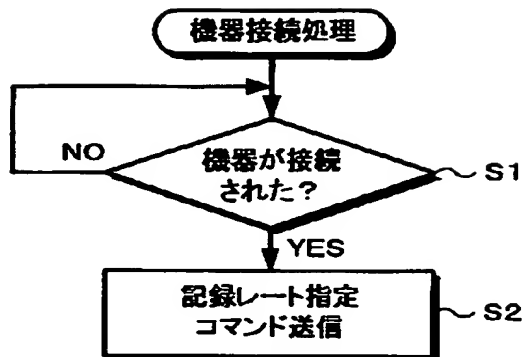 機器接続処理
NO
機器が接続
された?
S1
YES
記録レート指定
コマンド送信
S2